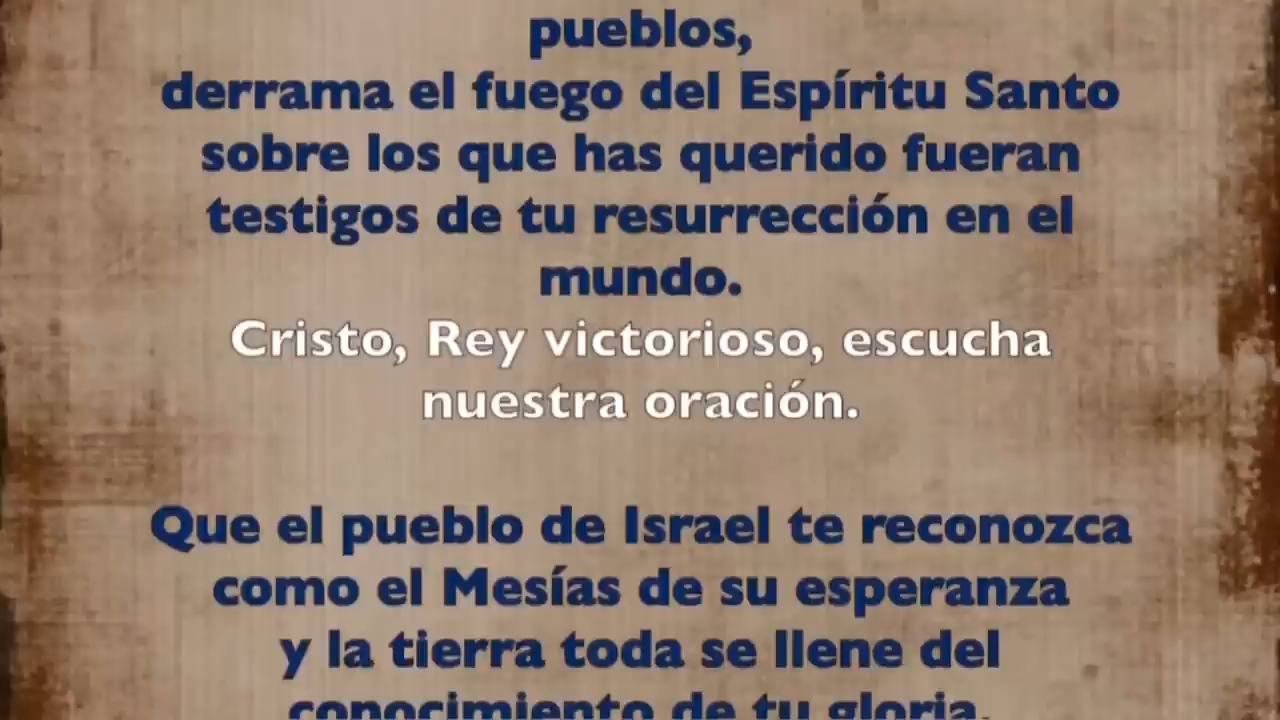 pueblos,
derrama el fuego del Espíritu Santo
sobre los que has querido fueran
testigos de tu resurrección en el
mundo.
Cristo, Rey victorioso, escucha
nuestra oración.
Que el pueblo de Israel te reconozca
como el Mesías de su esperanza
y la tierra toda se llene del
conocimiento de tu gloria.